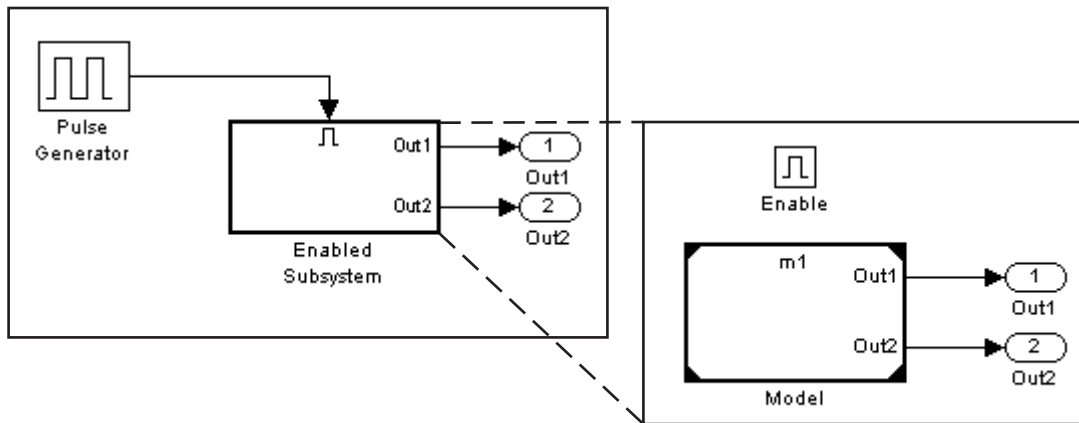 Pulse
Generator
Out1
1
Out1
Out2
2
Out2
Enabled
Subsystem
Enable
m1
Out1
1
Out1
Out2
2
Out2
Model